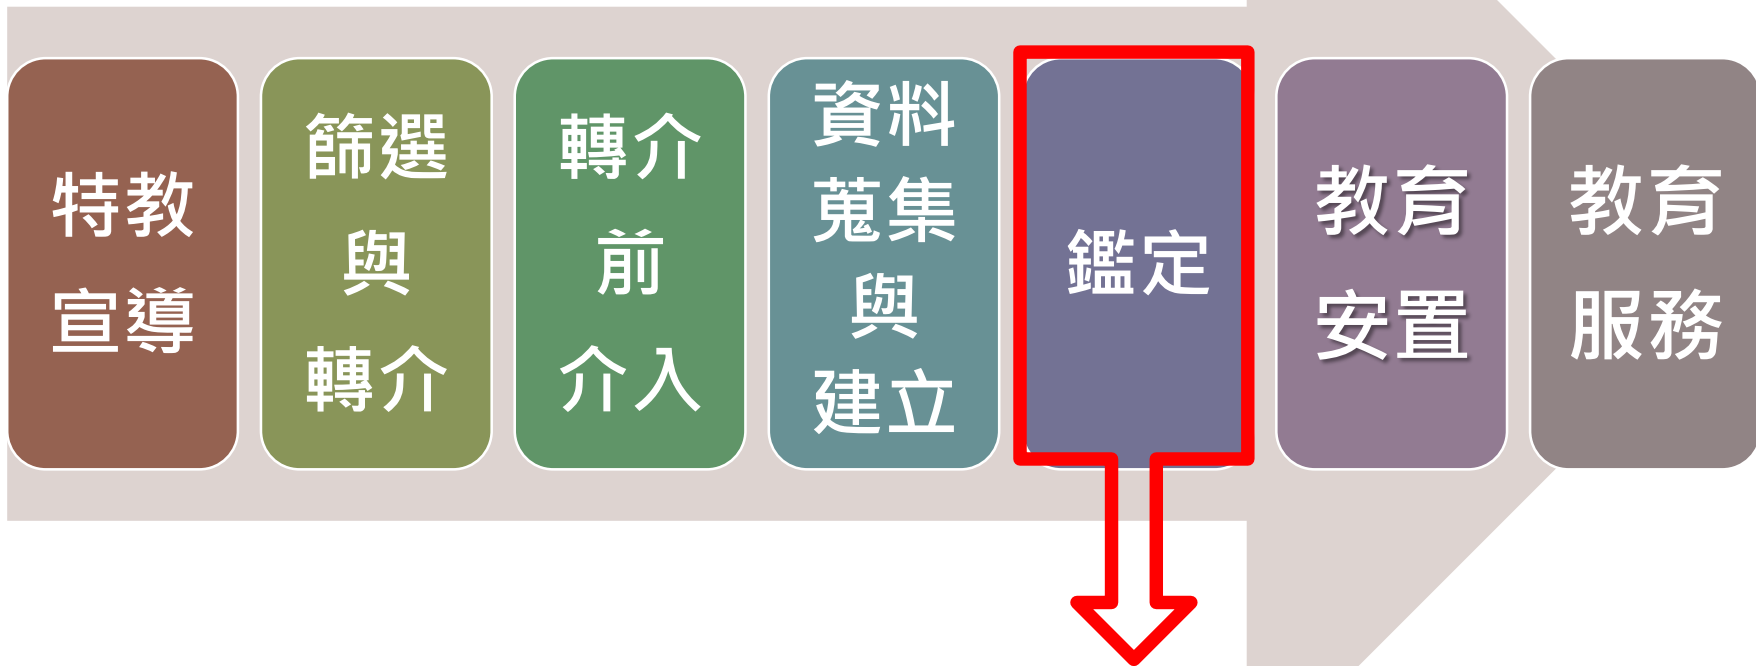 特教
宣導
篩選
與
轉介
轉介
前
介入
資料
蒐集
與
建立
鑑定
教育
安置
教育
服務